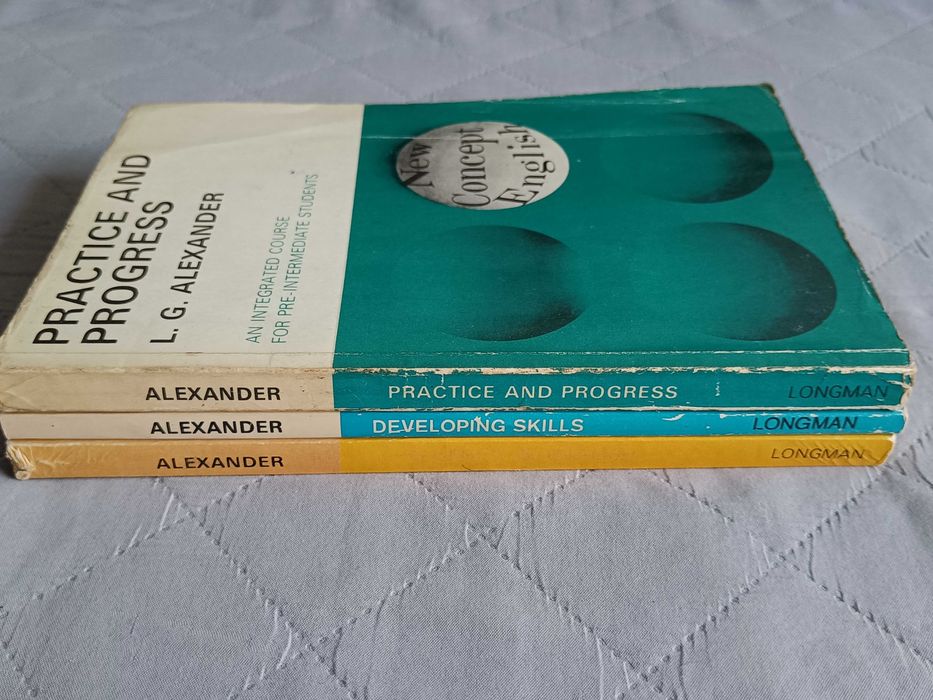 PRACTICE AND
PROGRESS
L. G. ALEXANDER
AN INTEGRATED COURSE
FOR PRE-INTERMEDIATE STUDENTS
New
Concept
English
ALEXANDER PRACTICE AND PROGRESS LONGMAN
ALEXANDER DEVELOPING SKILLS LONGMAN
ALEXANDER LONGMAN